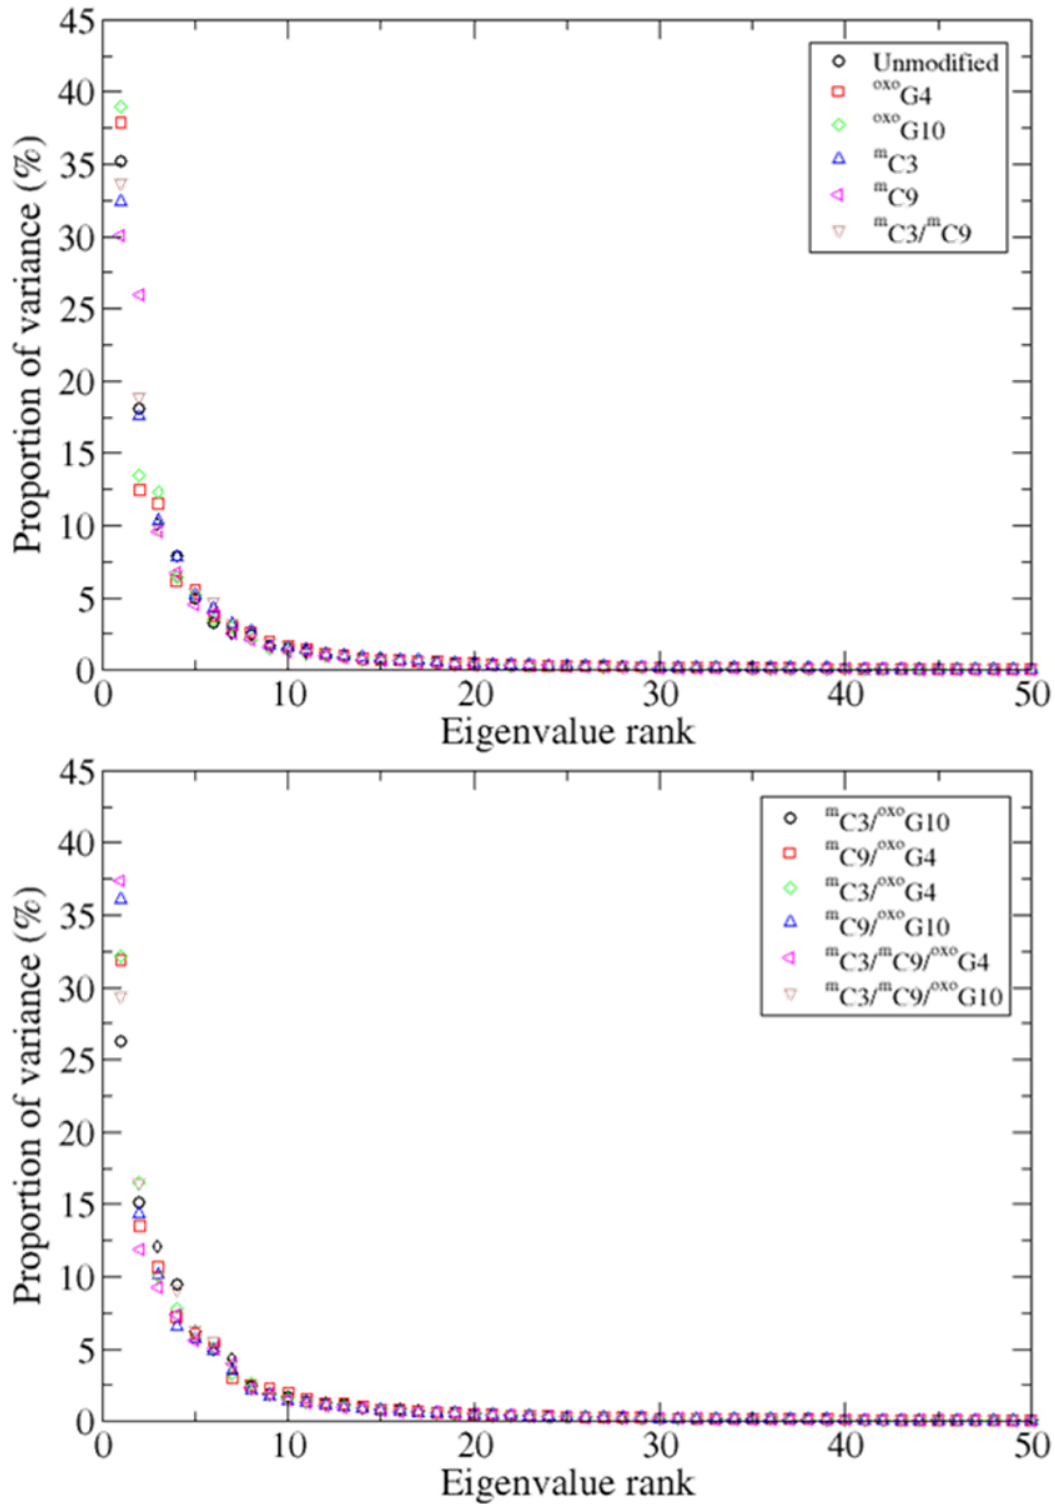 45
40
35
30
25
20
15
10
5
0
Proportion of variance (%)
Unmodified
oxoG4
oxoG10
mC3
mC9
mC3/mC9
0 10 20 30 40 50
Eigenvalue rank
45
40
35
30
25
20
15
10
5
0
Proportion of variance (%)
mC3/oxoG10
mC9/oxoG4
mC3/oxoG4
mC9/oxoG10
mC3/mC9/oxoG4
mC3/mC9/oxoG10
0 10 20 30 40 50
Eigenvalue rank